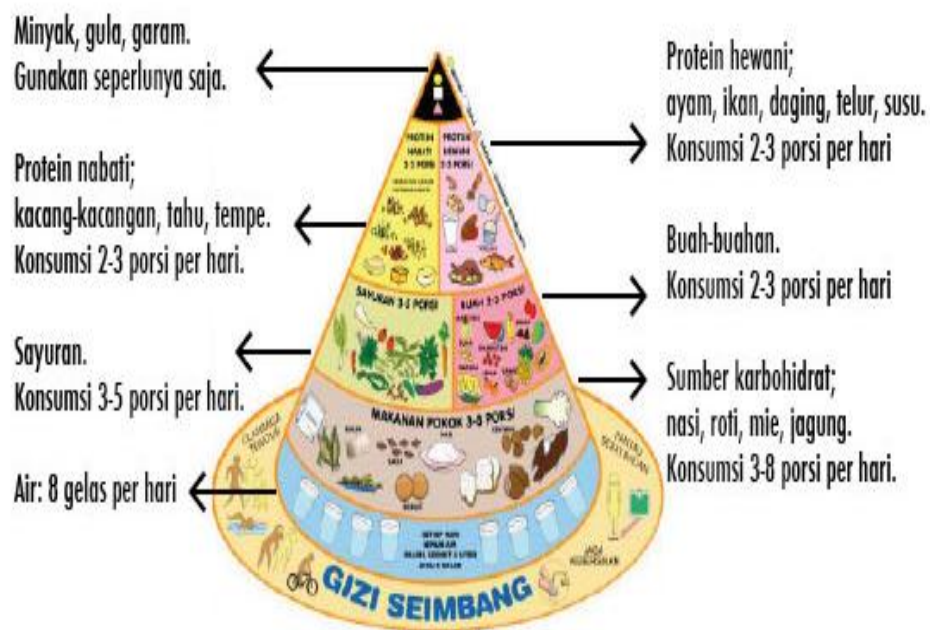 Minyak, gula, garam.
Gunakan seperlunya saja.
Protein hewani;
ayam, ikan, daging, telur, susu.
Konsumsi 2-3 porsi per hari
Protein nabati;
kacang-kacangan, tahu, tempe.
Konsumsi 2-3 porsi per hari.
Buah-buahan.
Konsumsi 2-3 porsi per hari
Sayuran.
Konsumsi 3-5 porsi per hari.
Sumber karbohidrat;
nasi, roti, mie, jagung.
Konsumsi 3-8 porsi per hari.
Air: 8 gelas per hari
PROTEIN
NABATI
2-3 PORSI
PROTEIN
HEWANI
2-3 PORSI
SAYURAN 3-5 PORSI
BUAH 2-3 PORSI
MAKANAN POKOK 3-8 PORSI
GIZI SEIMBANG